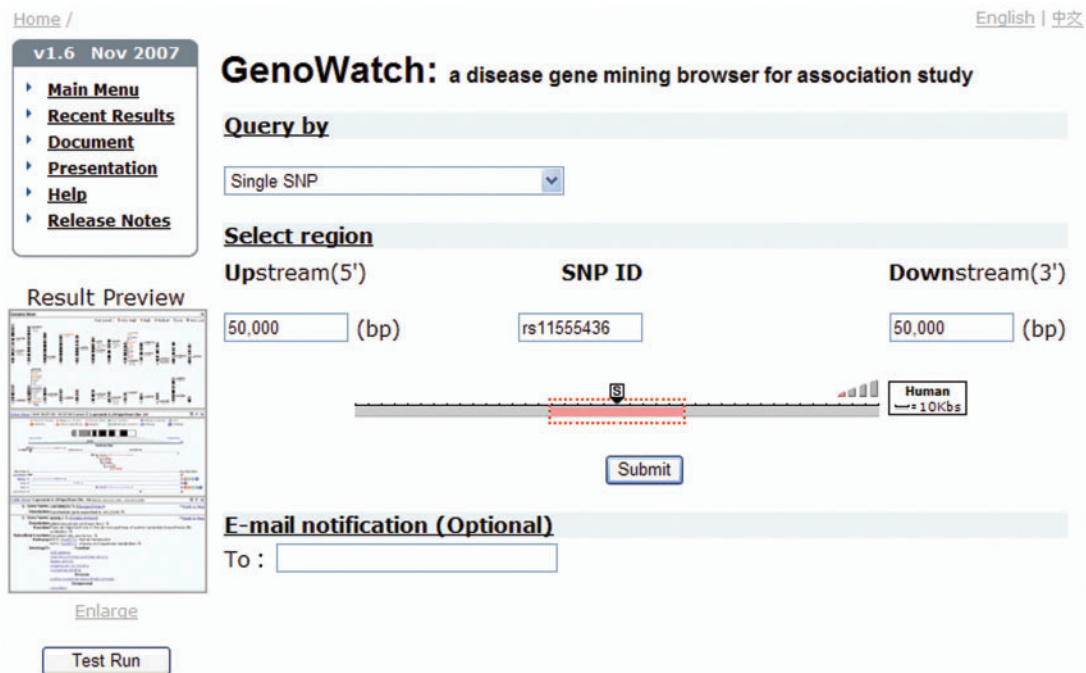 Home /
English | 中文
v1.6 Nov 2007
Main Menu
Recent Results
Document
Presentation
Help
Release Notes
GenoWatch: a disease gene mining browser for association study
Query by
Single SNP
Select region
Upstream(5') SNP ID Downstream(3')
50,000 (bp) rs11555436 50,000 (bp)
S
Human
= 10Kbs
Submit
E-mail notification (Optional)
To :
Result Preview
Enlarge
Test Run